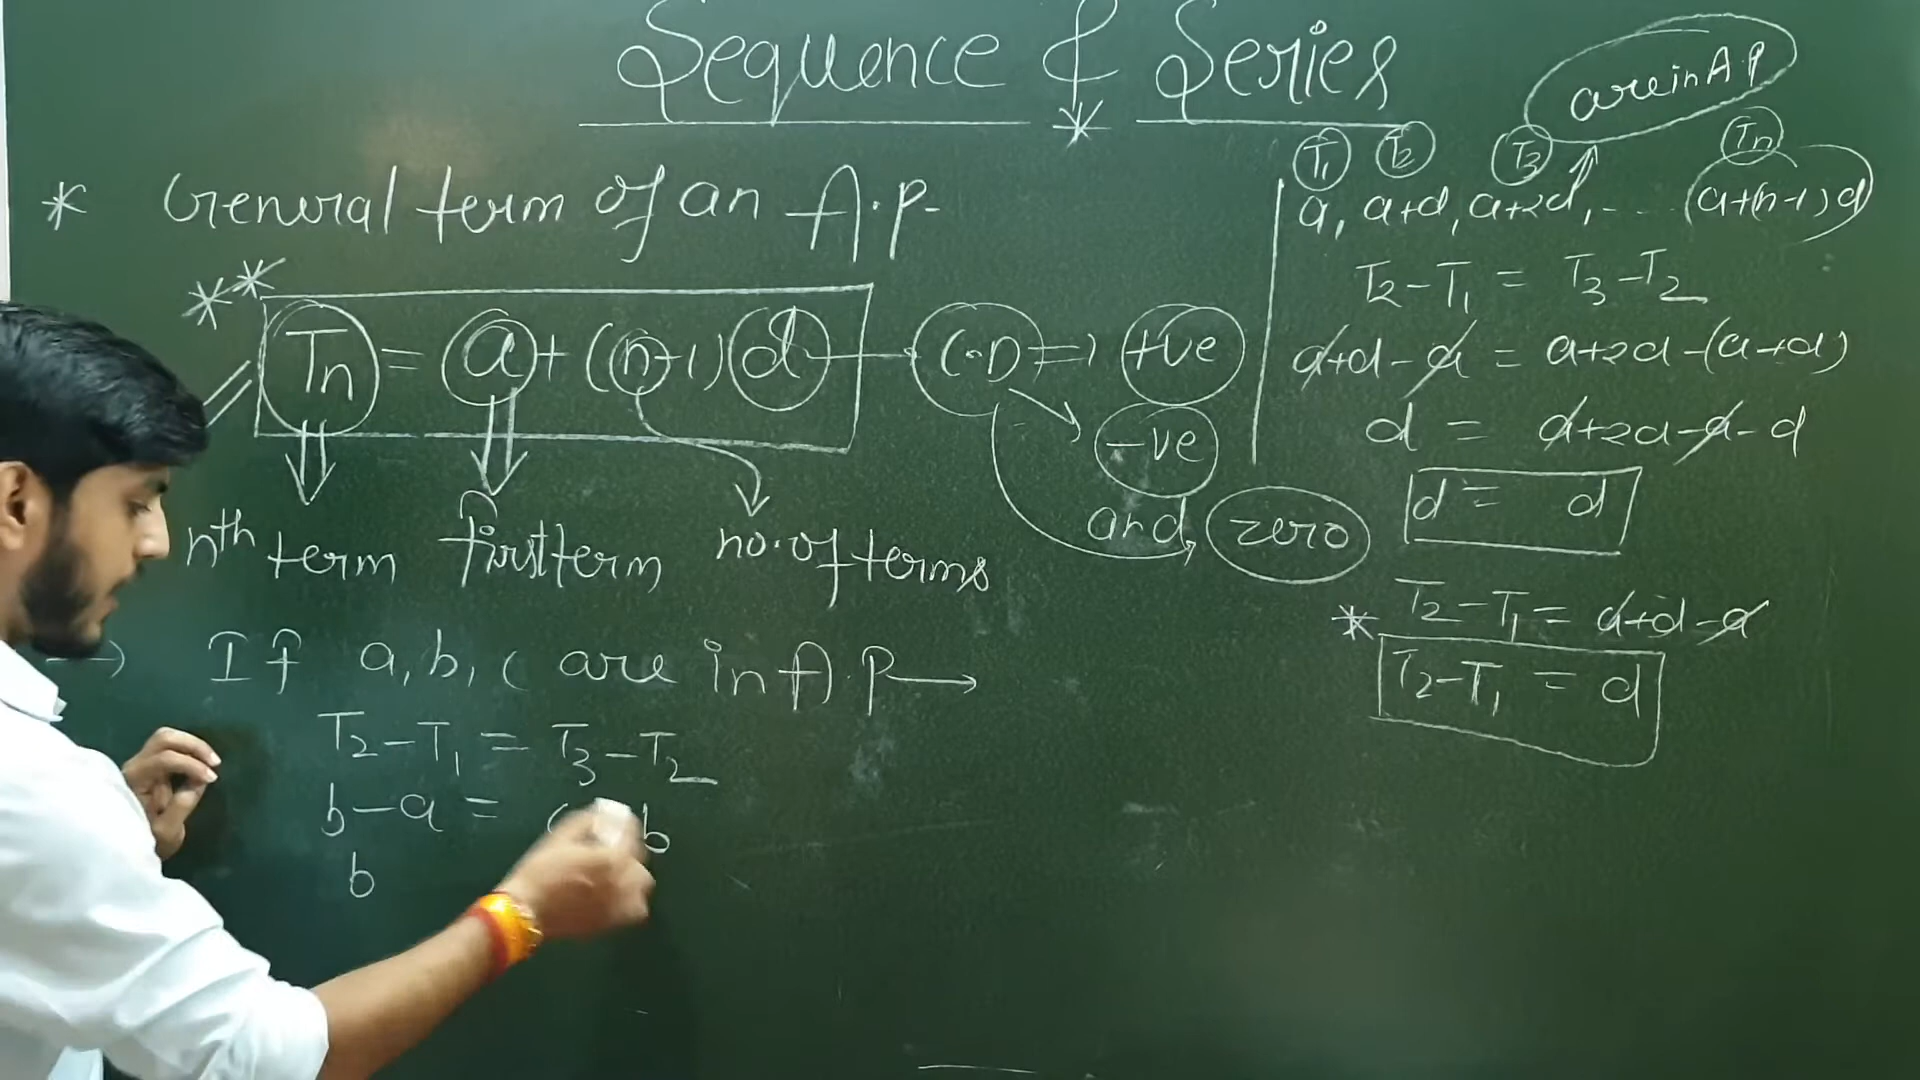 Sequence & Series
* General term of an A.P.
** Tn = a + (n-1) d
(C.D) => +ve
-ve
and zero
nth term first term no. of terms
→ If a, b, c are in A.P →
T2 - T1 = T3 - T2
b - a = c - b
b
are in A.P
T1 T2 T3 Tn
a, a+d, a+2d, - - - - (a+(n-1)d)
T2 - T1 = T3 - T2
a+d - a = a+2d - (a+d)
d = a+2d - a - d
d = d
* T2 - T1 = a+d - a
T2 - T1 = d